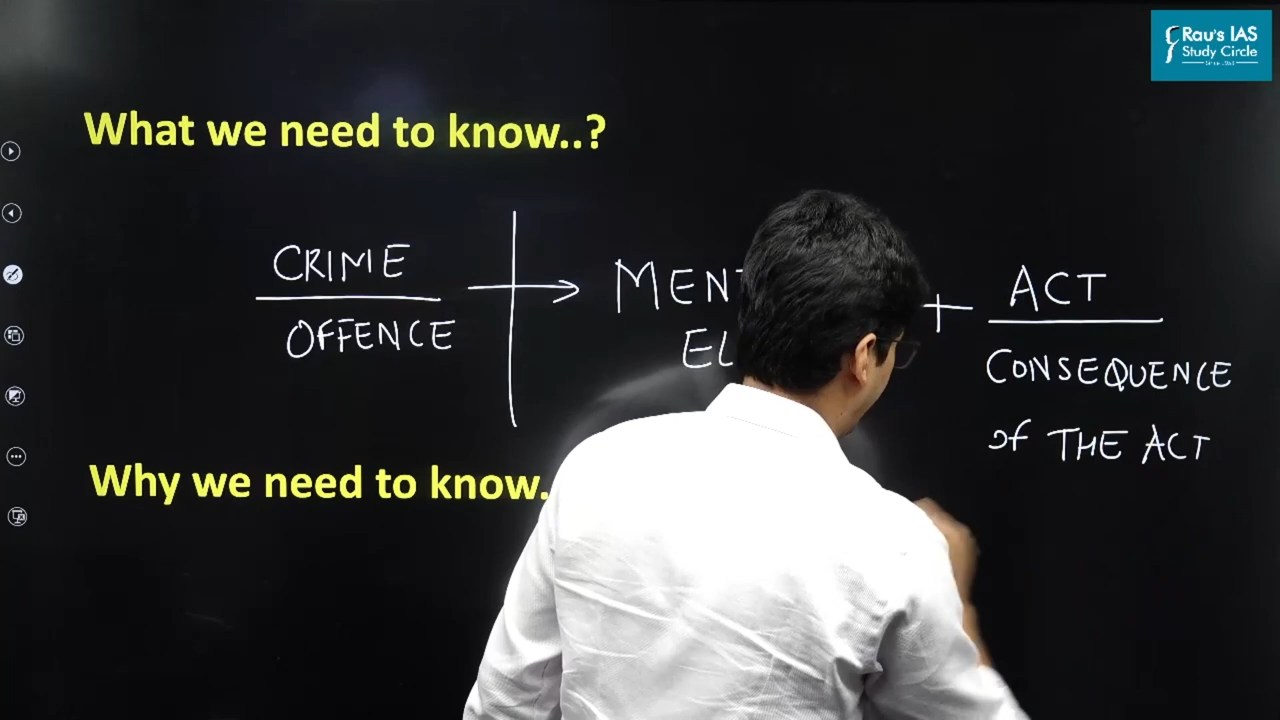 Rau's IAS
Study Circle
What we need to know..?
CRIME
OFFENCE
MEN
EL
+ ACT
CONSEQUENCE
of THE ACT
Why we need to know.